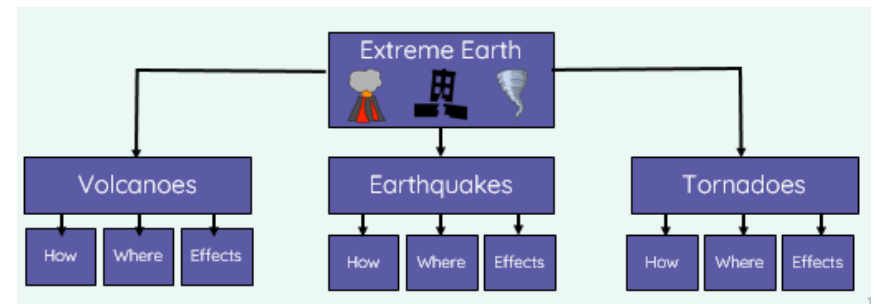 Extreme Earth
Volcanoes
Earthquakes
Tornadoes
How
Where
Effects
How
Where
Effects
How
Where
Effects